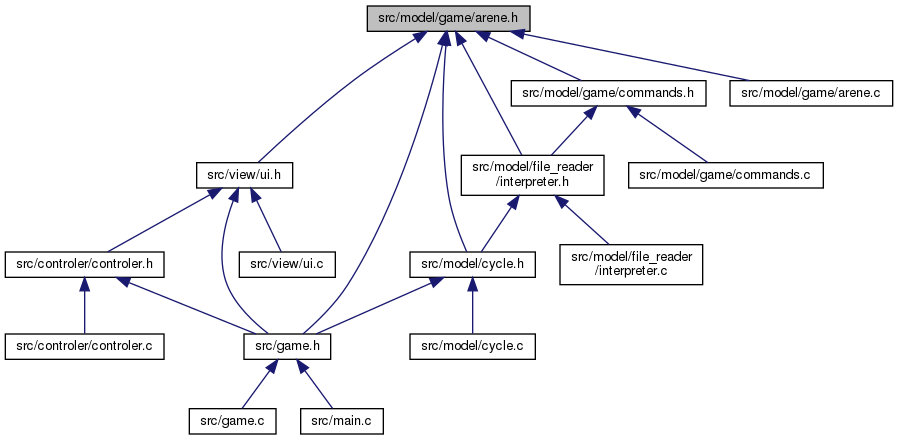 src/model/game/arene.h
src/model/game/commands.h
src/model/game/arene.c
src/view/ui.h
src/model/file_reader
/interpreter.h
src/model/game/commands.c
src/controler/controler.h
src/view/ui.c
src/model/cycle.h
src/model/file_reader
/interpreter.c
src/controler/controler.c
src/game.h
src/model/cycle.c
src/game.c
src/main.c